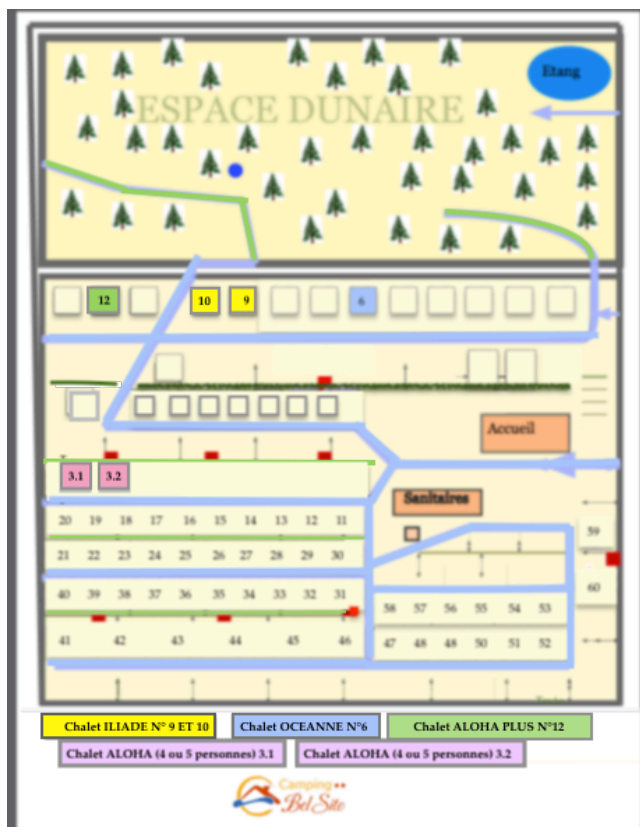 Etang
ESPACE DUNAIRE
12 10 9 6
Accueil
3.1 3.2
Sanitaires
20 19 18 17 16 15 14 13 12 11
59
21 22 23 24 25 26 27 28 29 30
60
40 39 38 37 36 35 34 33 32 31
58 57 56 55 54 53
41 42 43 44 45 46
47 48 48 50 51 52
Chalet ILIADE N° 9 ET 10 Chalet OCEANNE N°6 Chalet ALOHA PLUS N°12
Chalet ALOHA (4 ou 5 personnes) 3.1 Chalet ALOHA (4 ou 5 personnes) 3.2
Camping
Bel Site